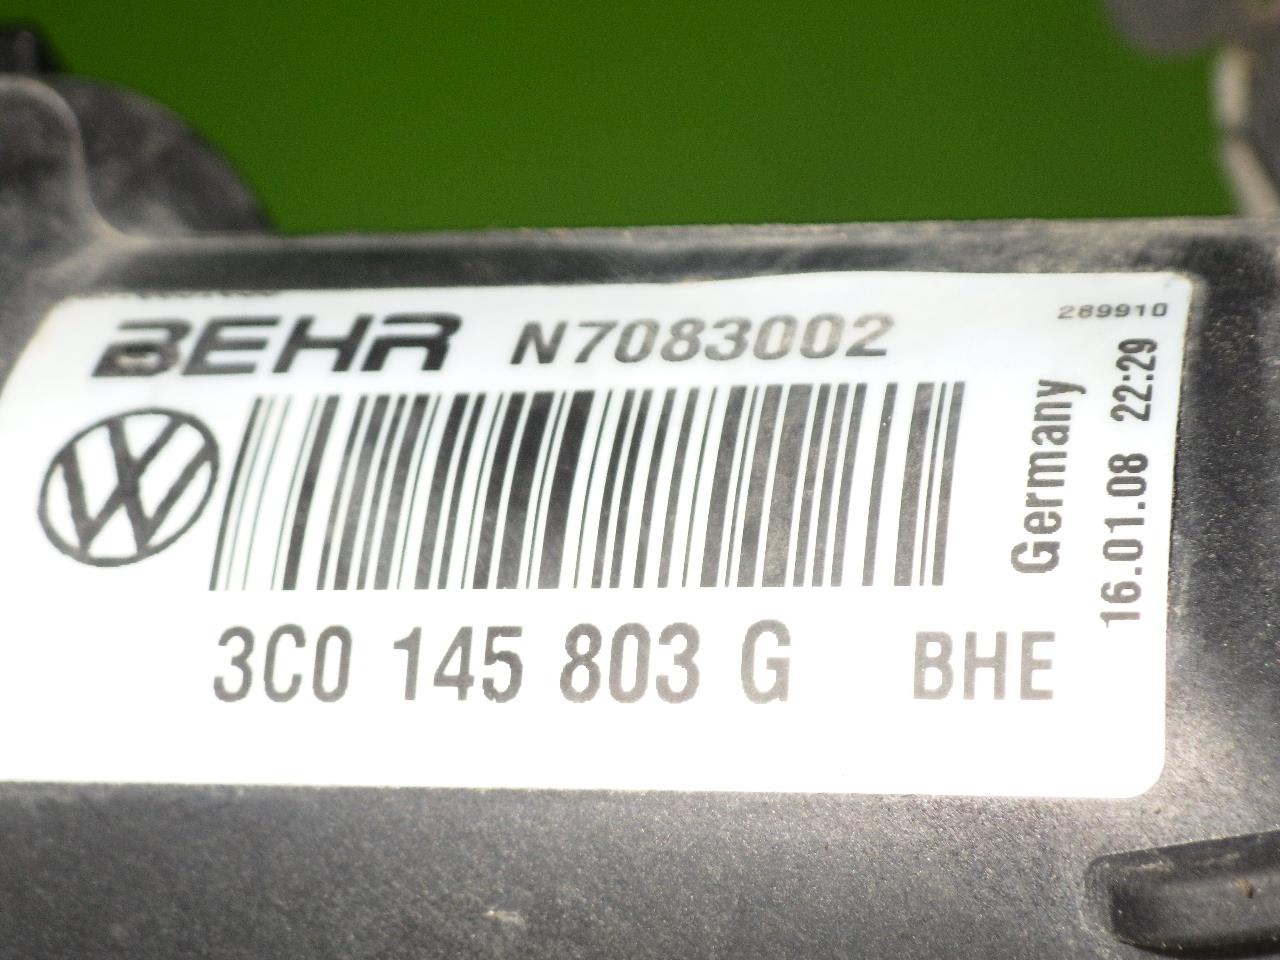 BEHR N7083002
289910
3C0 145 803 G BHE
Germany
16.01.08 22:29